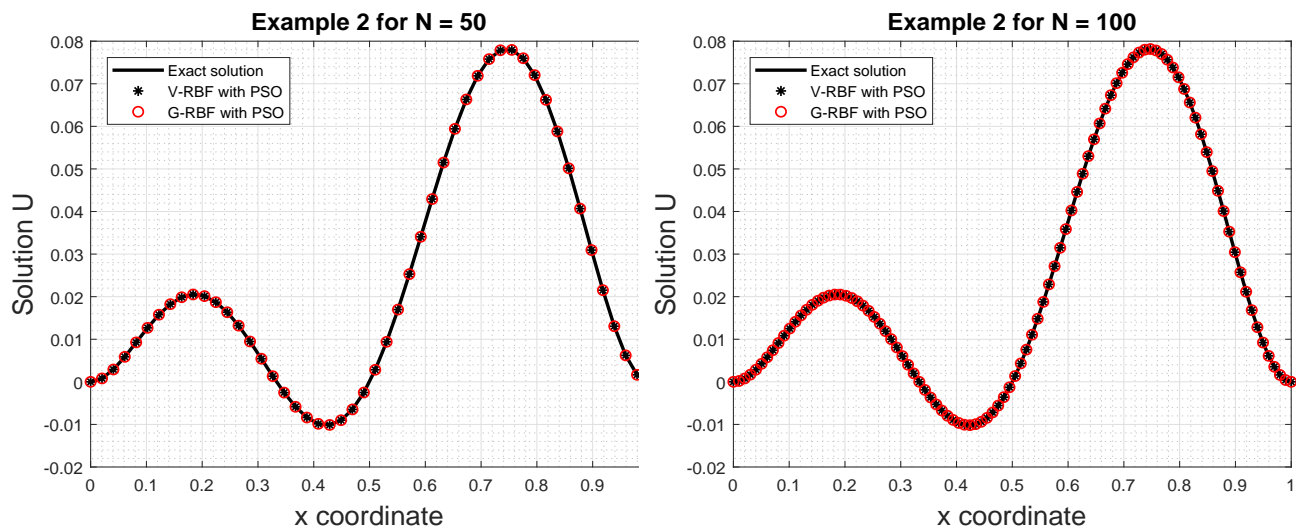 Example 2 for N = 50
0.08
0.07
0.06
0.05
0.04
0.03
0.02
0.01
0
-0.01
-0.02
Solution U
Exact solution
V-RBF with PSO
G-RBF with PSO
0 0.1 0.2 0.3 0.4 0.5 0.6 0.7 0.8 0.9
x coordinate
Example 2 for N = 100
0.08
0.07
0.06
0.05
0.04
0.03
0.02
0.01
0
-0.01
-0.02
Solution U
Exact solution
V-RBF with PSO
G-RBF with PSO
0 0.1 0.2 0.3 0.4 0.5 0.6 0.7 0.8 0.9 1
x coordinate